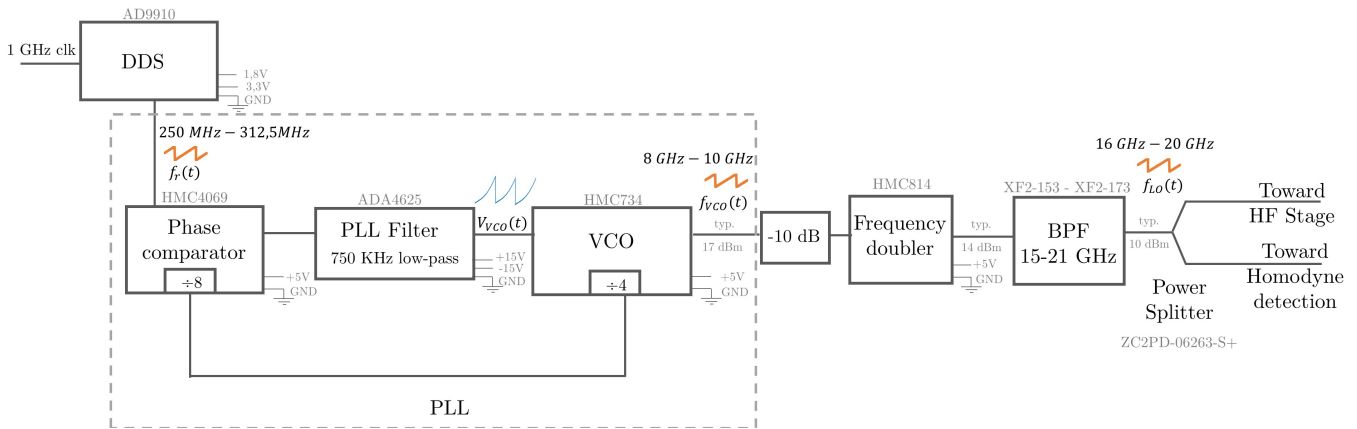 AD9910
1 GHz clk
DDS
1,8V
3,3V
GND
250 MHz − 312,5MHz
f_r(t)
HMC4069
Phase
comparator
÷8
+5V
GND
ADA4625
PLL Filter
750 KHz low-pass
V_VCO(t)
+15V
-15V
GND
HMC734
VCO
÷4
8 GHz − 10 GHz
f_VCO(t)
typ.
17 dBm
+5V
GND
PLL
-10 dB
HMC814
Frequency
doubler
typ.
14 dBm
+5V
GND
XF2-153 - XF2-173
BPF
15-21 GHz
16 GHz − 20 GHz
f_LO(t)
typ.
10 dBm
Toward
HF Stage
Toward
Homodyne
detection
Power
Splitter
ZC2PD-06263-S+